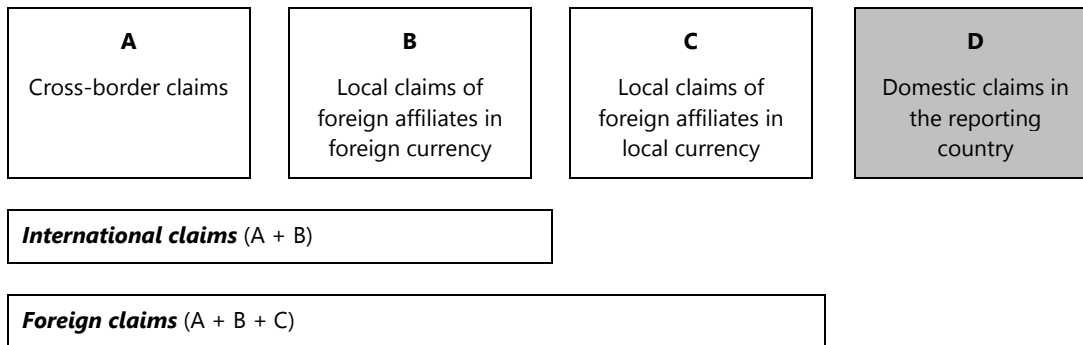 A
Cross-border claims
B
Local claims of
foreign affiliates in
foreign currency
C
Local claims of
foreign affiliates in
local currency
D
Domestic claims in
the reporting
country
International claims (A + B)
Foreign claims (A + B + C)